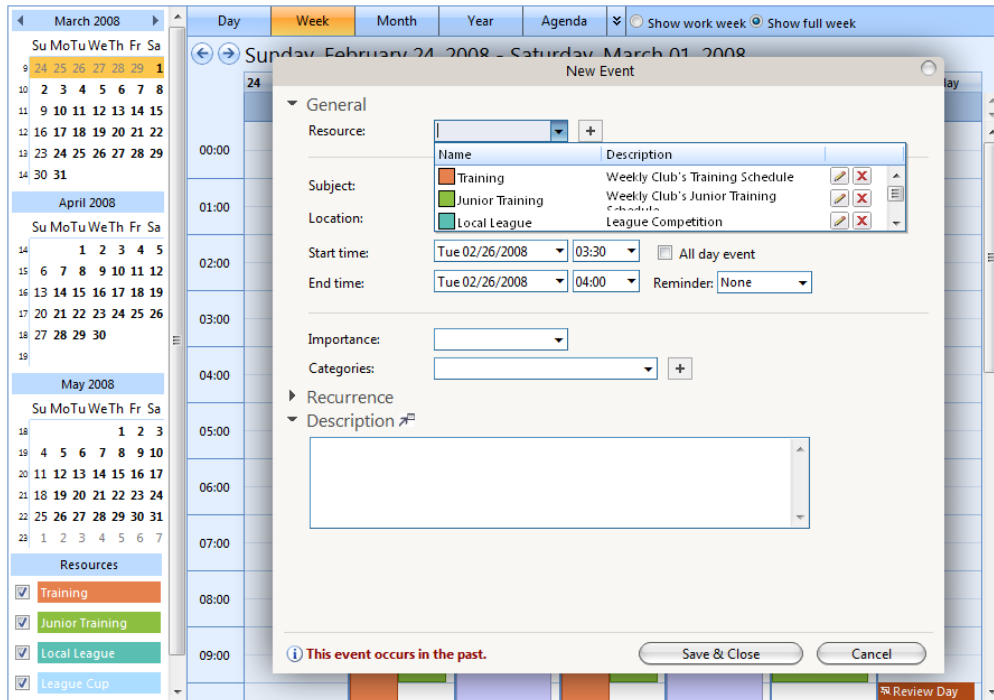 March 2008
Su Mo Tu We Th Fr Sa
9 24 25 26 27 28 29 1
10 2 3 4 5 6 7 8
11 9 10 11 12 13 14 15
12 16 17 18 19 20 21 22
13 23 24 25 26 27 28 29
14 30 31
April 2008
Su Mo Tu We Th Fr Sa
14 1 2 3 4 5
15 6 7 8 9 10 11 12
16 13 14 15 16 17 18 19
17 20 21 22 23 24 25 26
18 27 28 29 30
19
May 2008
Su Mo Tu We Th Fr Sa
18 1 2 3
19 4 5 6 7 8 9 10
20 11 12 13 14 15 16 17
21 18 19 20 21 22 23 24
22 25 26 27 28 29 30 31
23 1 2 3 4 5 6 7
Resources
Training
Junior Training
Local League
League Cup
Day Week Month Year Agenda Show work week Show full week
Sunday, February 24, 2008 - Saturday, March 01, 2008
24
00:00
01:00
02:00
03:00
04:00
05:00
06:00
07:00
08:00
09:00
New Event
General
Resource:
Name Description
Training Weekly Club's Training Schedule
Junior Training Weekly Club's Junior Training
Schedule
Local League League Competition
Subject:
Location:
Start time: Tue 02/26/2008 03:30 All day event
End time: Tue 02/26/2008 04:00 Reminder: None
Importance:
Categories:
Recurrence
Description
This event occurs in the past.
Save & Close Cancel
Review Day